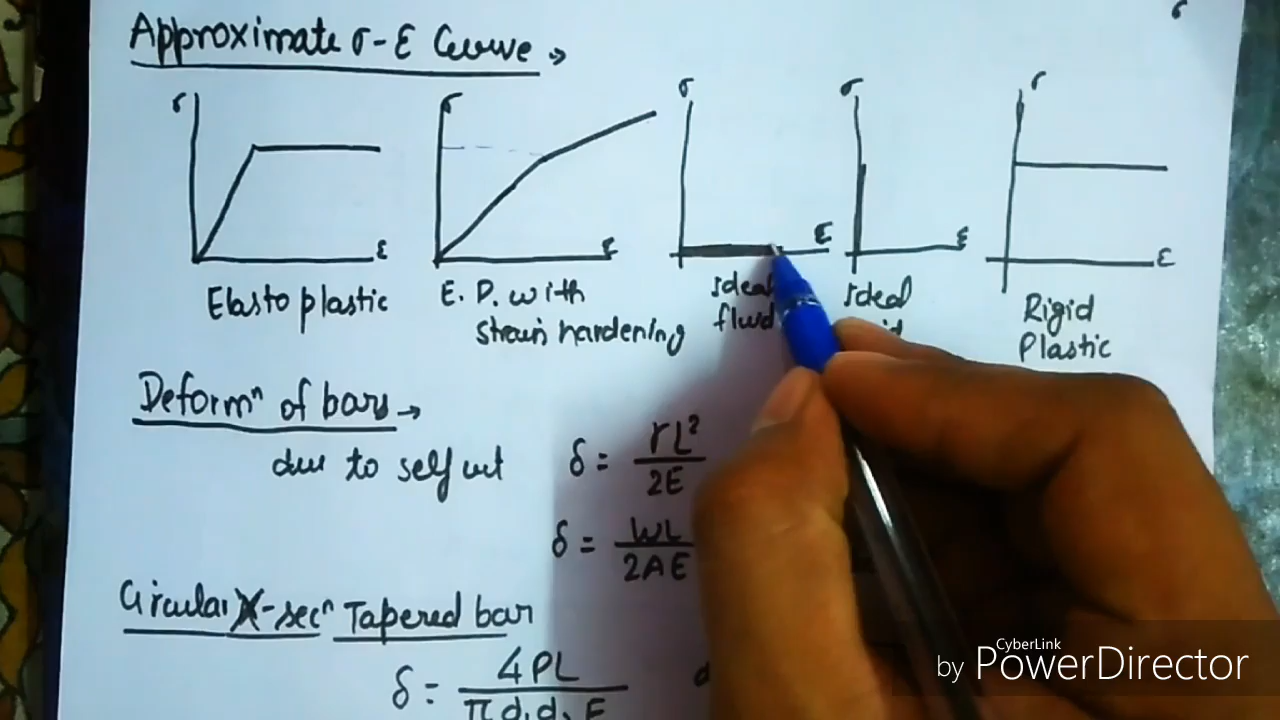 Approximate σ-ε Curve →
σ
σ
σ
σ
σ
σ
ε
ε
ε
ε
ε
Elasto plastic
E. P. with
strain hardening
ideal
fluid
ideal
Rigid
Plastic
Deformⁿ of bars →
due to self wt
δ = γL²/2E
δ = WL/2AE
Circular X-secⁿ Tapered bar
δ = 4PL/πd₁d₂E
CyberLink
by PowerDirector